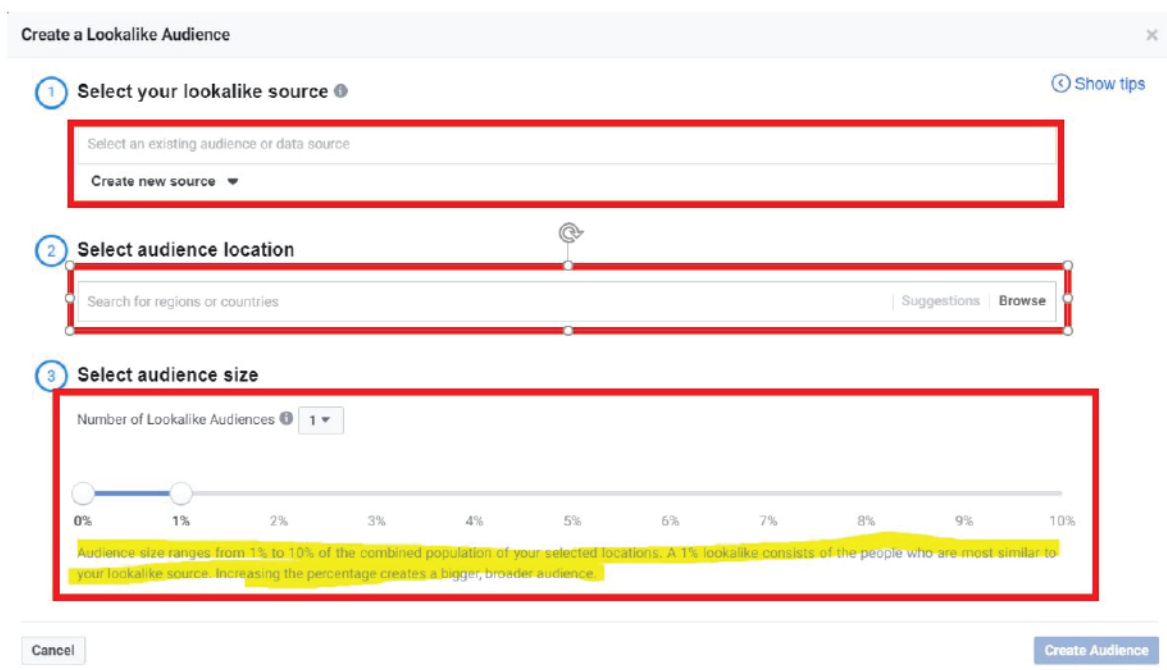 Create a Lookalike Audience
1 Select your lookalike source
Show tips
Select an existing audience or data source
Create new source
2 Select audience location
Search for regions or countries Suggestions Browse
3 Select audience size
Number of Lookalike Audiences 1
0% 1% 2% 3% 4% 5% 6% 7% 8% 9% 10%
Audience size ranges from 1% to 10% of the combined population of your selected locations. A 1% lookalike consists of the people who are most similar to
your lookalike source. Increasing the percentage creates a bigger, broader audience.
Cancel Create Audience